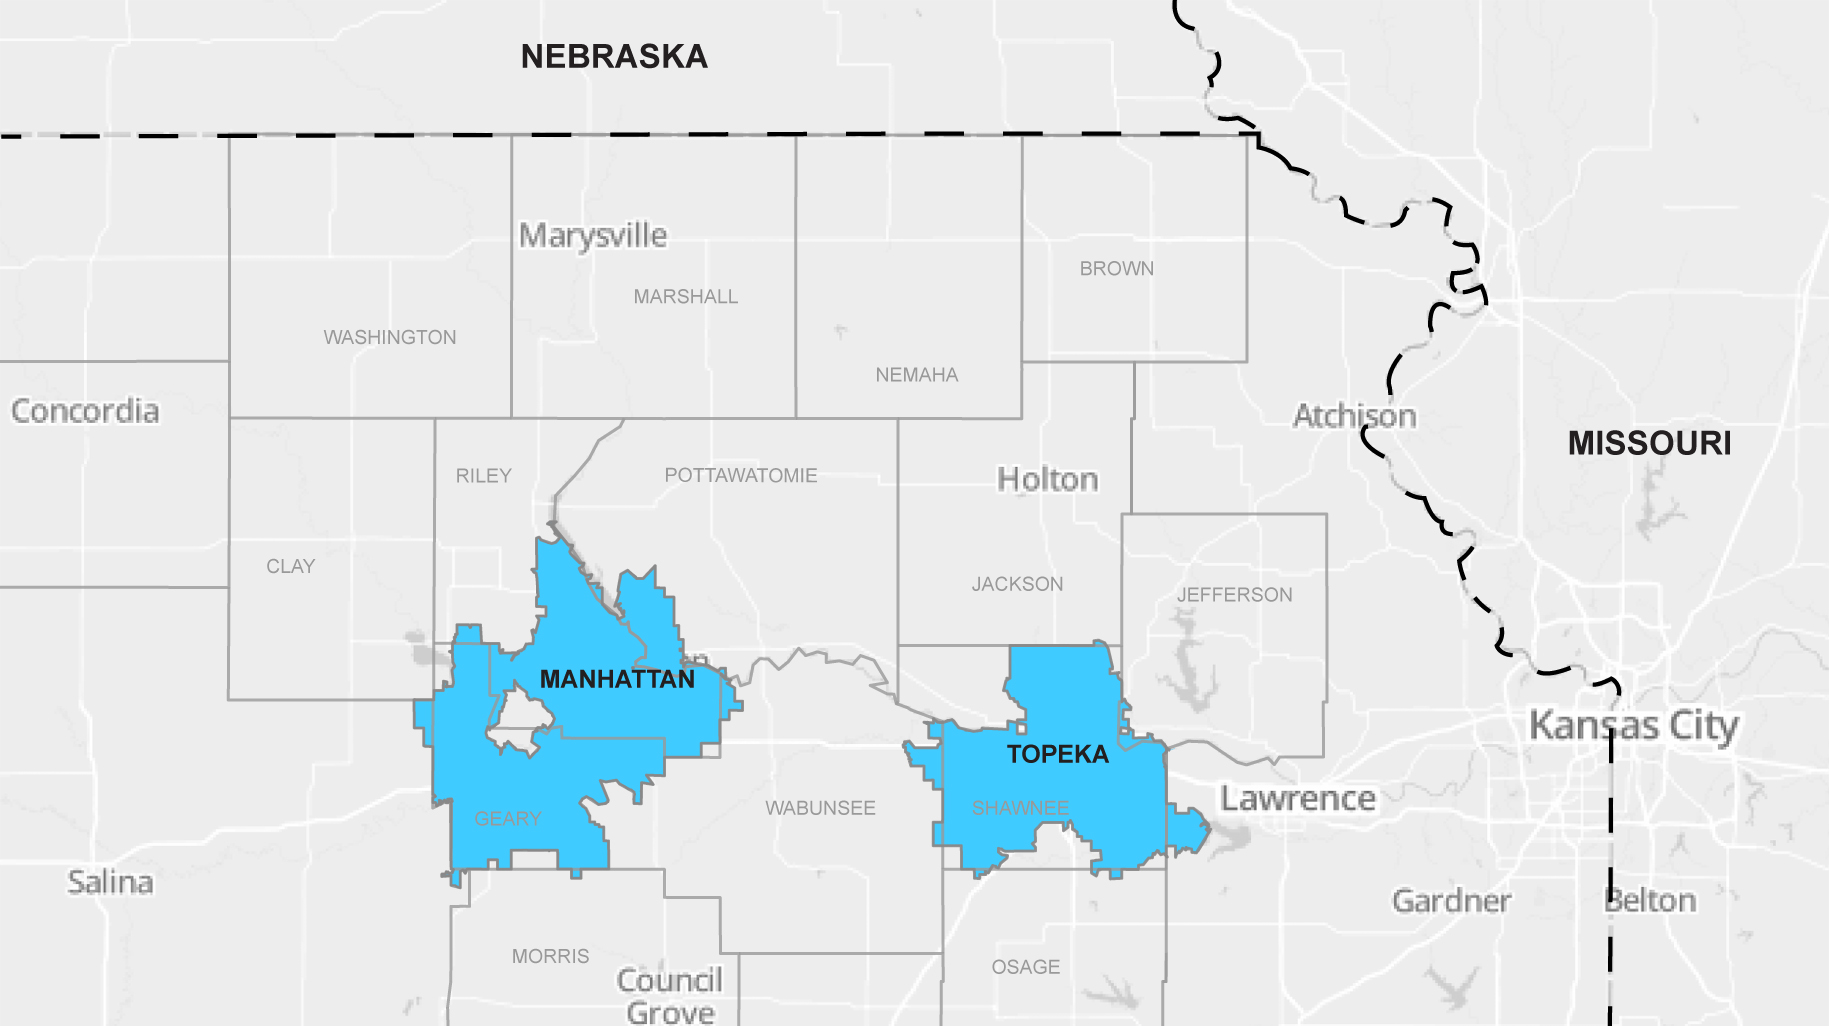 NEBRASKA
Marysville
BROWN
MARSHALL
WASHINGTON
NEMAHA
Concordia
Atchison
MISSOURI
RILEY
POTTAWATOMIE
Holton
CLAY
JACKSON
JEFFERSON
MANHATTAN
Kansas City
TOPEKA
Lawrence
WABUNSEE
SHAWNEE
GEARY
Salina
Gardner
Belton
MORRIS
OSAGE
Council
Grove